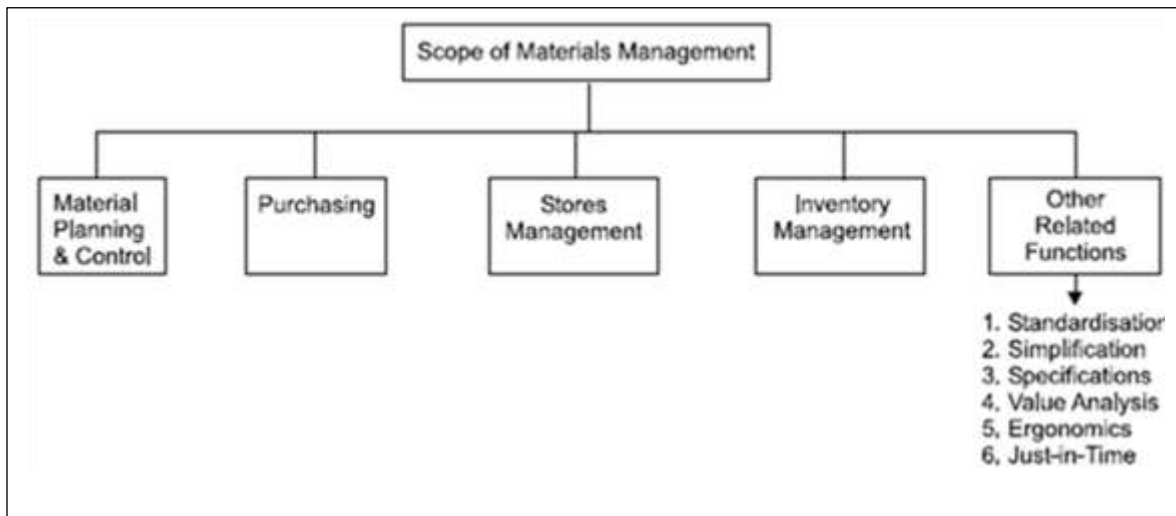 Scope of Materials Management
Material
Planning
& Control
Purchasing
Stores
Management
Inventory
Management
Other
Related
Functions
1. Standardisation
2. Simplification
3. Specifications
4, Value Analysis
5, Ergonomics
6, Just-in-Time